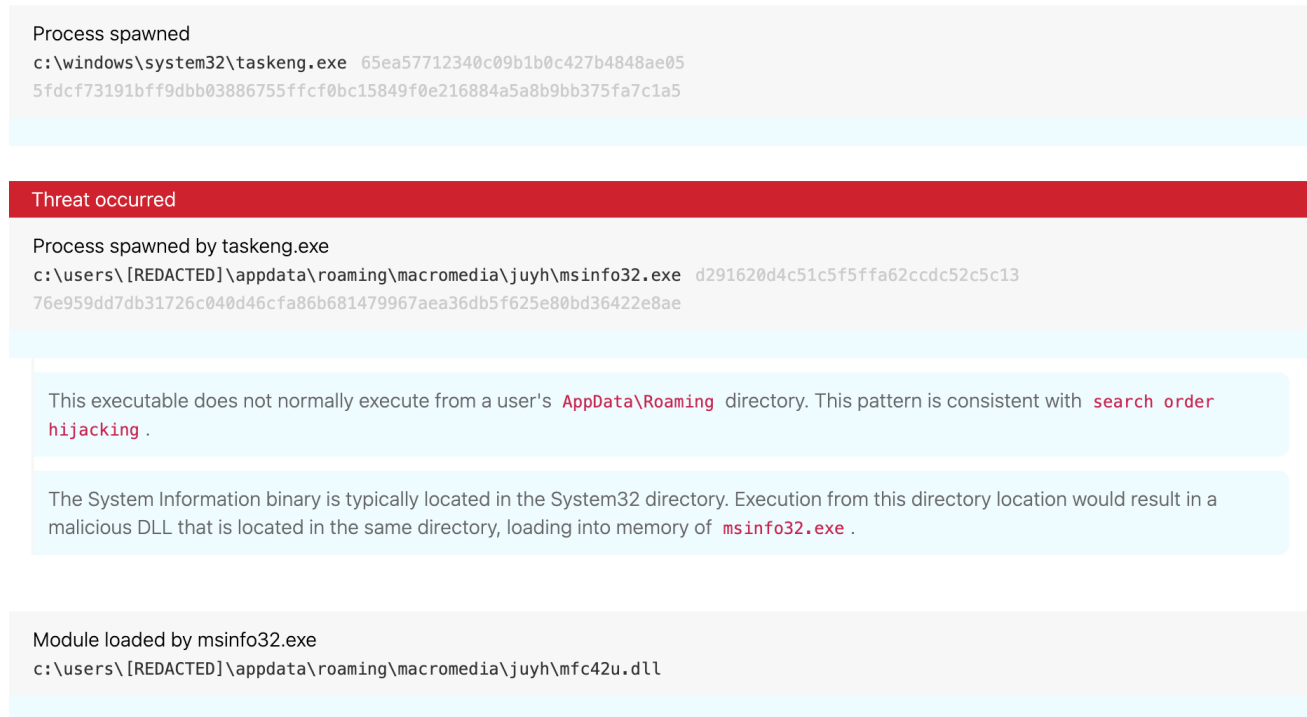 Process spawned
c:\windows\system32\taskeng.exe 65ea57712340c09b1b0c427b4848ae05
5fdcf73191bff9dbb03886755ffcf0bc15849f0e216884a5a8b9bb375fa7c1a5
Threat occurred
Process spawned by taskeng.exe
c:\users\[REDACTED]\appdata\roaming\macromedia\juyh\msinfo32.exe d291620d4c51c5f5ffa62ccdc52c5c13
76e959dd7db31726c040d46cfa86b681479967aea36db5f625e80bd36422e8ae
This executable does not normally execute from a user's AppData\Roaming directory. This pattern is consistent with search order
hijacking .
The System Information binary is typically located in the System32 directory. Execution from this directory location would result in a
malicious DLL that is located in the same directory, loading into memory of msinfo32.exe .
Module loaded by msinfo32.exe
c:\users\[REDACTED]\appdata\roaming\macromedia\juyh\mfc42u.dll